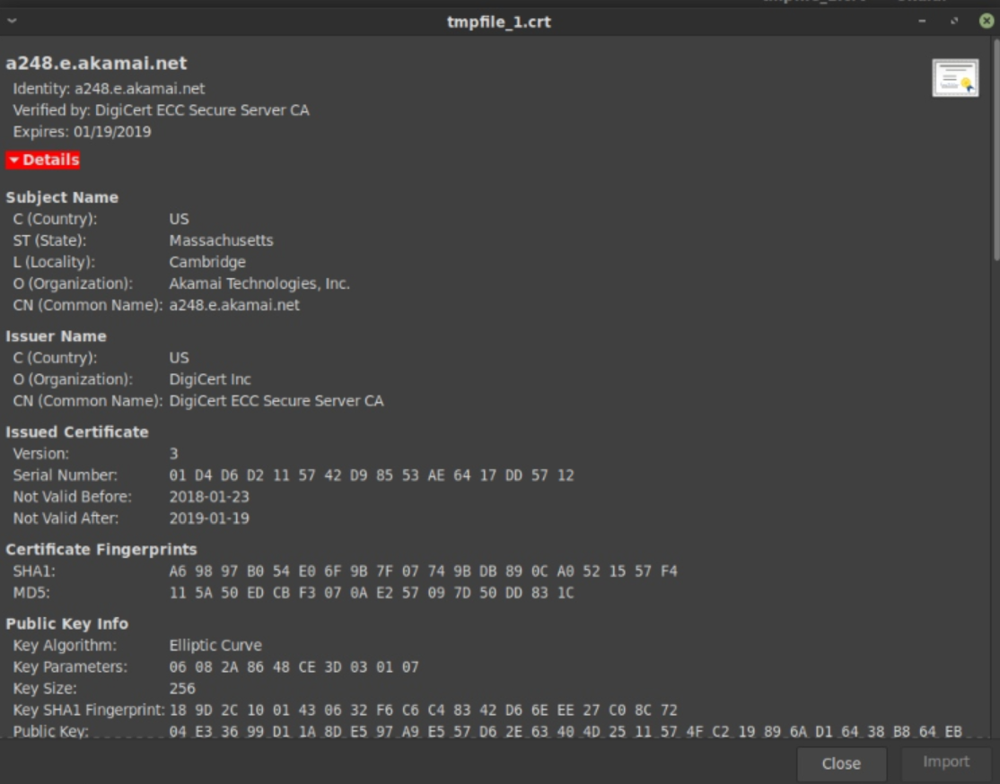 tmpfile_1.crt
a248.e.akamai.net
Identity: a248.e.akamai.net
Verified by: DigiCert ECC Secure Server CA
Expires: 01/19/2019
Details
Subject Name
C (Country): US
ST (State): Massachusetts
L (Locality): Cambridge
O (Organization): Akamai Technologies, Inc.
CN (Common Name): a248.e.akamai.net
Issuer Name
C (Country): US
O (Organization): DigiCert Inc
CN (Common Name): DigiCert ECC Secure Server CA
Issued Certificate
Version: 3
Serial Number: 01 D4 D6 D2 11 57 42 D9 85 53 AE 64 17 DD 57 12
Not Valid Before: 2018-01-23
Not Valid After: 2019-01-19
Certificate Fingerprints
SHA1: A6 98 97 B0 54 E0 6F 9B 7F 07 74 9B DB 89 0C A0 52 15 57 F4
MD5: 11 5A 50 ED CB F3 07 0A E2 57 09 7D 50 DD 83 1C
Public Key Info
Key Algorithm: Elliptic Curve
Key Parameters: 06 08 2A 86 48 CE 3D 03 01 07
Key Size: 256
Key SHA1 Fingerprint: 18 9D 2C 10 01 43 06 32 F6 C6 C4 83 42 D6 6E EE 27 C0 8C 72
Public Key: 04 E3 36 99 D1 1A 8D E5 97 A9 E5 57 D6 2E 63 40 4D 25 11 57 4F C2 19 89 6A D1 64 38 B8 64 EB
Close
Import